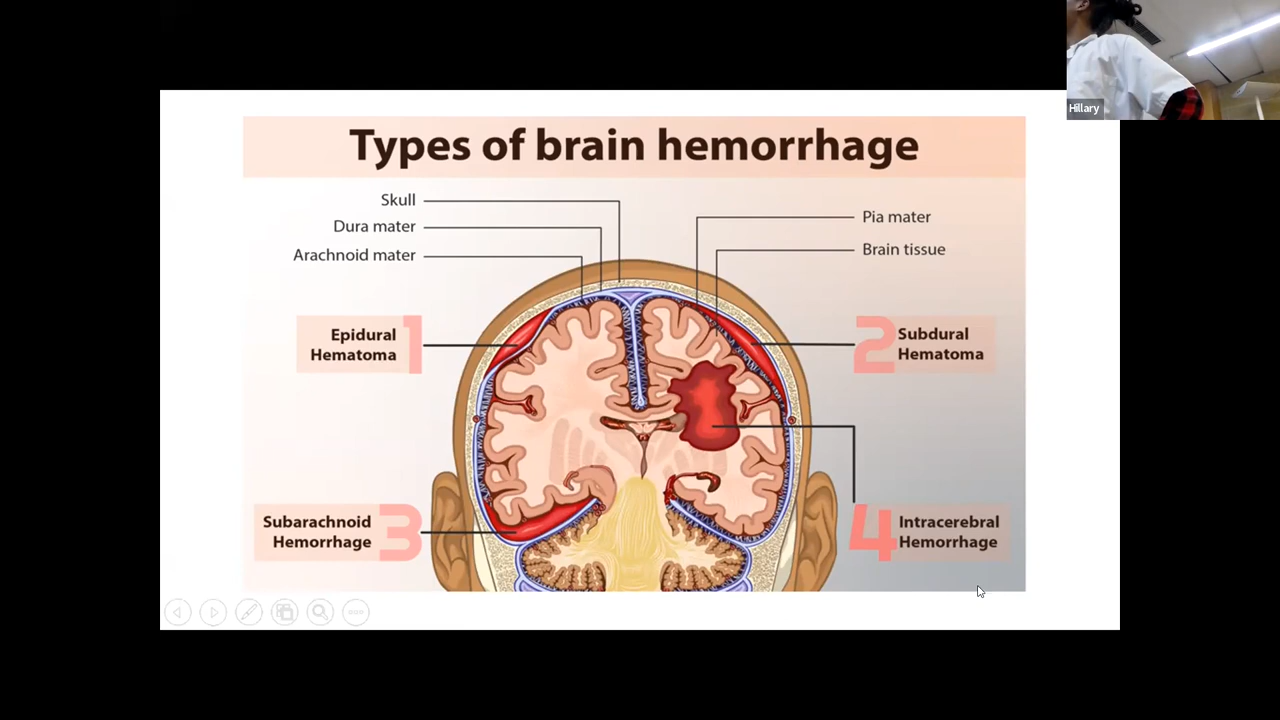 Hillary
Types of brain hemorrhage
Skull
Dura mater
Arachnoid mater
Pia mater
Brain tissue
Epidural
Hematoma
1
2
Subdural
Hematoma
Subarachnoid
Hemorrhage
3
4
Intracerebral
Hemorrhage